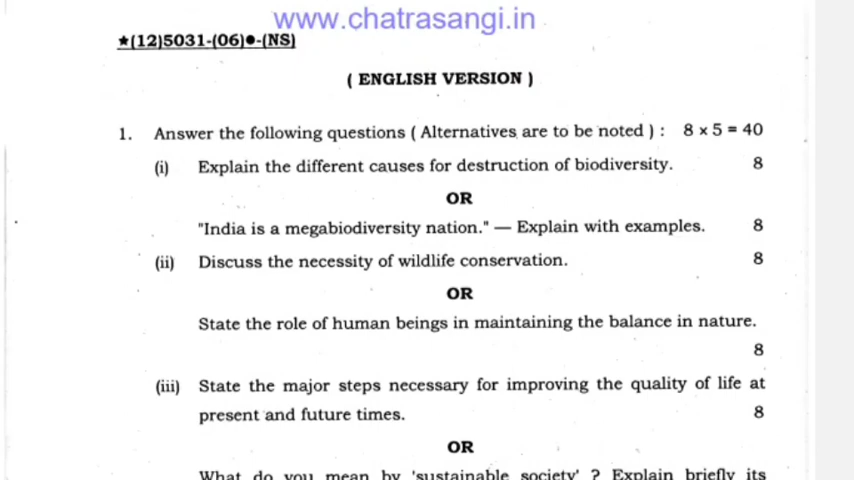 www.chatrasangi.in
★(12)5031-(06)●-(NS)
( ENGLISH VERSION )
1. Answer the following questions ( Alternatives are to be noted ) : 8 × 5 = 40
(i) Explain the different causes for destruction of biodiversity. 8
OR
"India is a megabiodiversity nation." — Explain with examples. 8
(ii) Discuss the necessity of wildlife conservation. 8
OR
State the role of human beings in maintaining the balance in nature.
8
(iii) State the major steps necessary for improving the quality of life at
present and future times. 8
OR
What do you mean by 'sustainable society' ? Explain briefly its